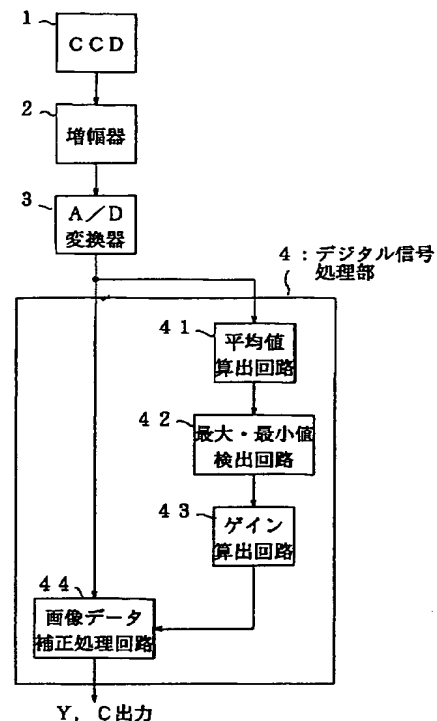 1
CCD
2
増幅器
3
A/D
変換器
4:デジタル信号
処理部
41
平均値
算出回路
42
最大・最小値
検出回路
43
ゲイン
算出回路
44
画像データ
補正処理回路
Y, C出力